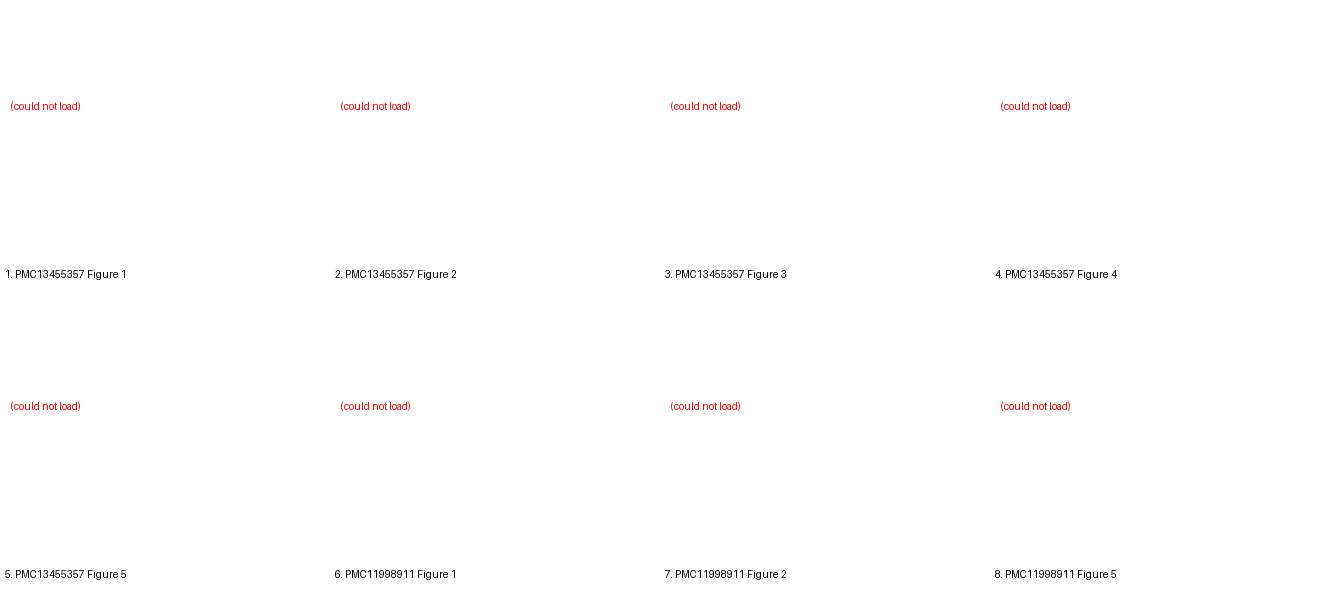 (could not load)
(could not load)
(could not load)
(could not load)
1. PMC13455357 Figure 1
2. PMC13455357 Figure 2
3. PMC13455357 Figure 3
4. PMC13455357 Figure 4
(could not load)
(could not load)
(could not load)
(could not load)
5. PMC13455357 Figure 5
6. PMC11998911 Figure 1
7. PMC11998911 Figure 2
8. PMC11998911 Figure 5